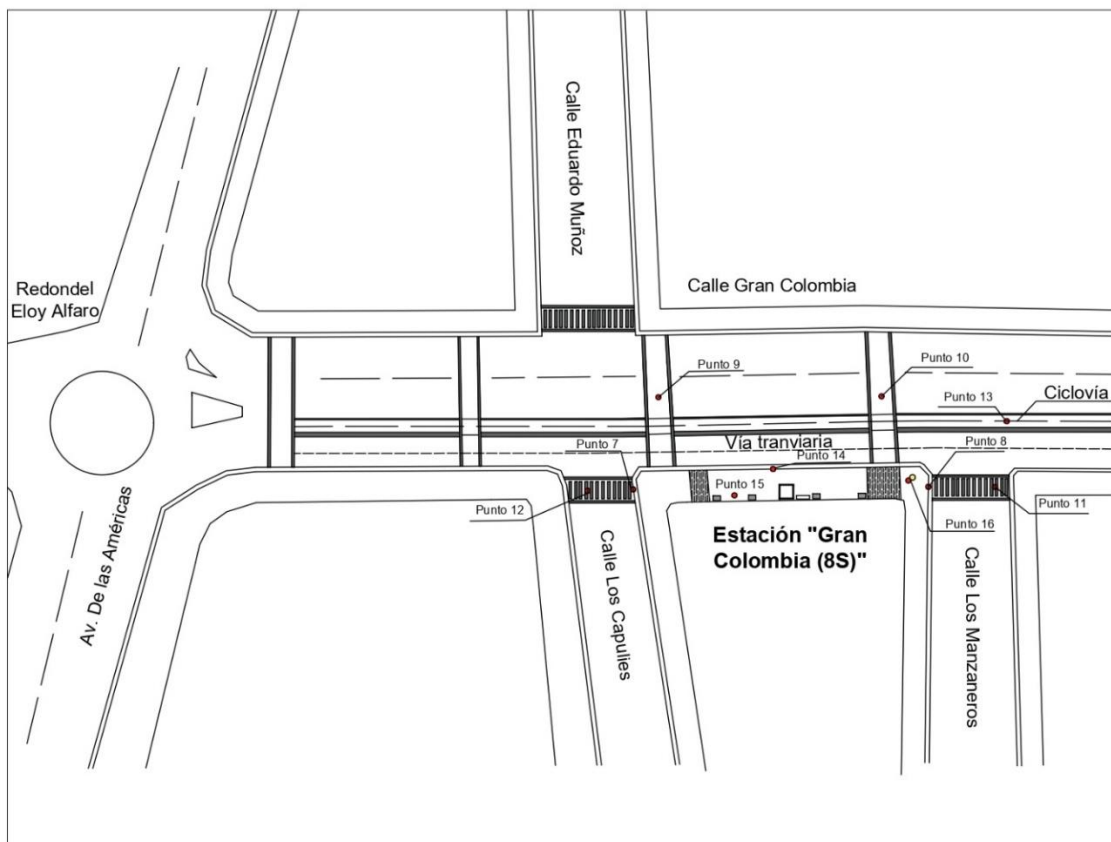 Calle Eduardo Muñoz
Redondel
Eloy Alfaro
Calle Gran Colombia
Punto 9
Punto 10
Punto 13
Ciclovía
Punto 7
Vía tranviaria
Punto 8
Punto 14
Punto 15
Punto 12
Punto 11
Punto 16
Estación "Gran
Colombia (8S)"
Av. De las Américas
Calle Los Capulies
Calle Los Manzaneros